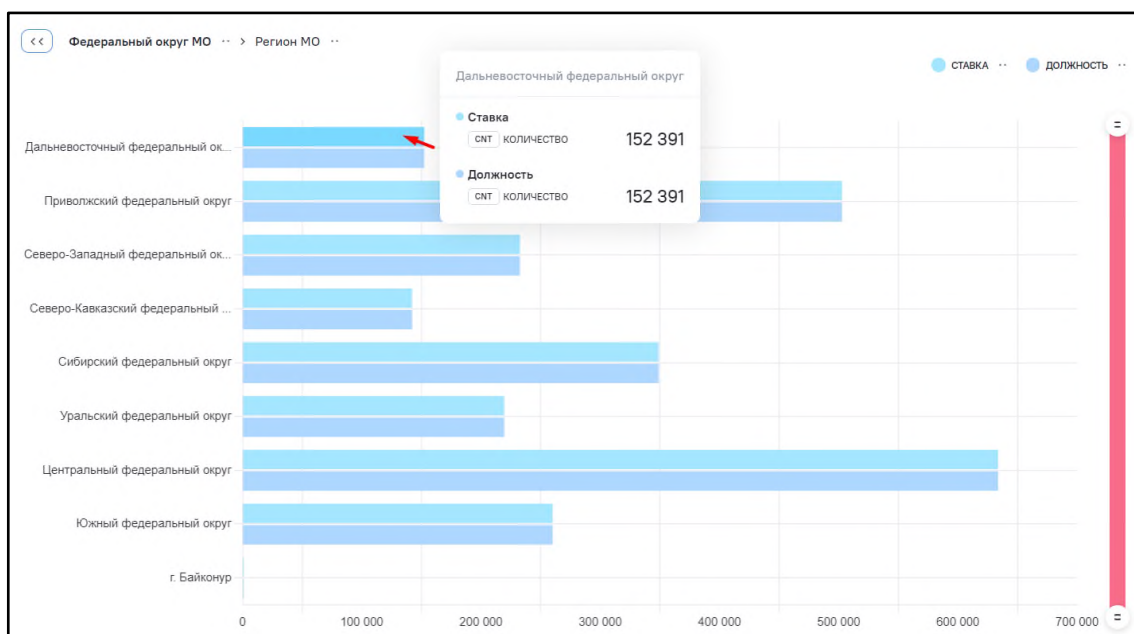 << Федеральный округ МО ·· > Регион МО ··
СТАВКА ·· ДОЛЖНОСТЬ ··
Дальневосточный федеральный округ
Ставка
CNT КОЛИЧЕСТВО 152 391
Должность
CNT КОЛИЧЕСТВО 152 391
Дальневосточный федеральный ок...
Приволжский федеральный округ
Северо-Западный федеральный ок...
Северо-Кавказский федеральный ...
Сибирский федеральный округ
Уральский федеральный округ
Центральный федеральный округ
Южный федеральный округ
г. Байконур
0 100 000 200 000 300 000 400 000 500 000 600 000 700 000